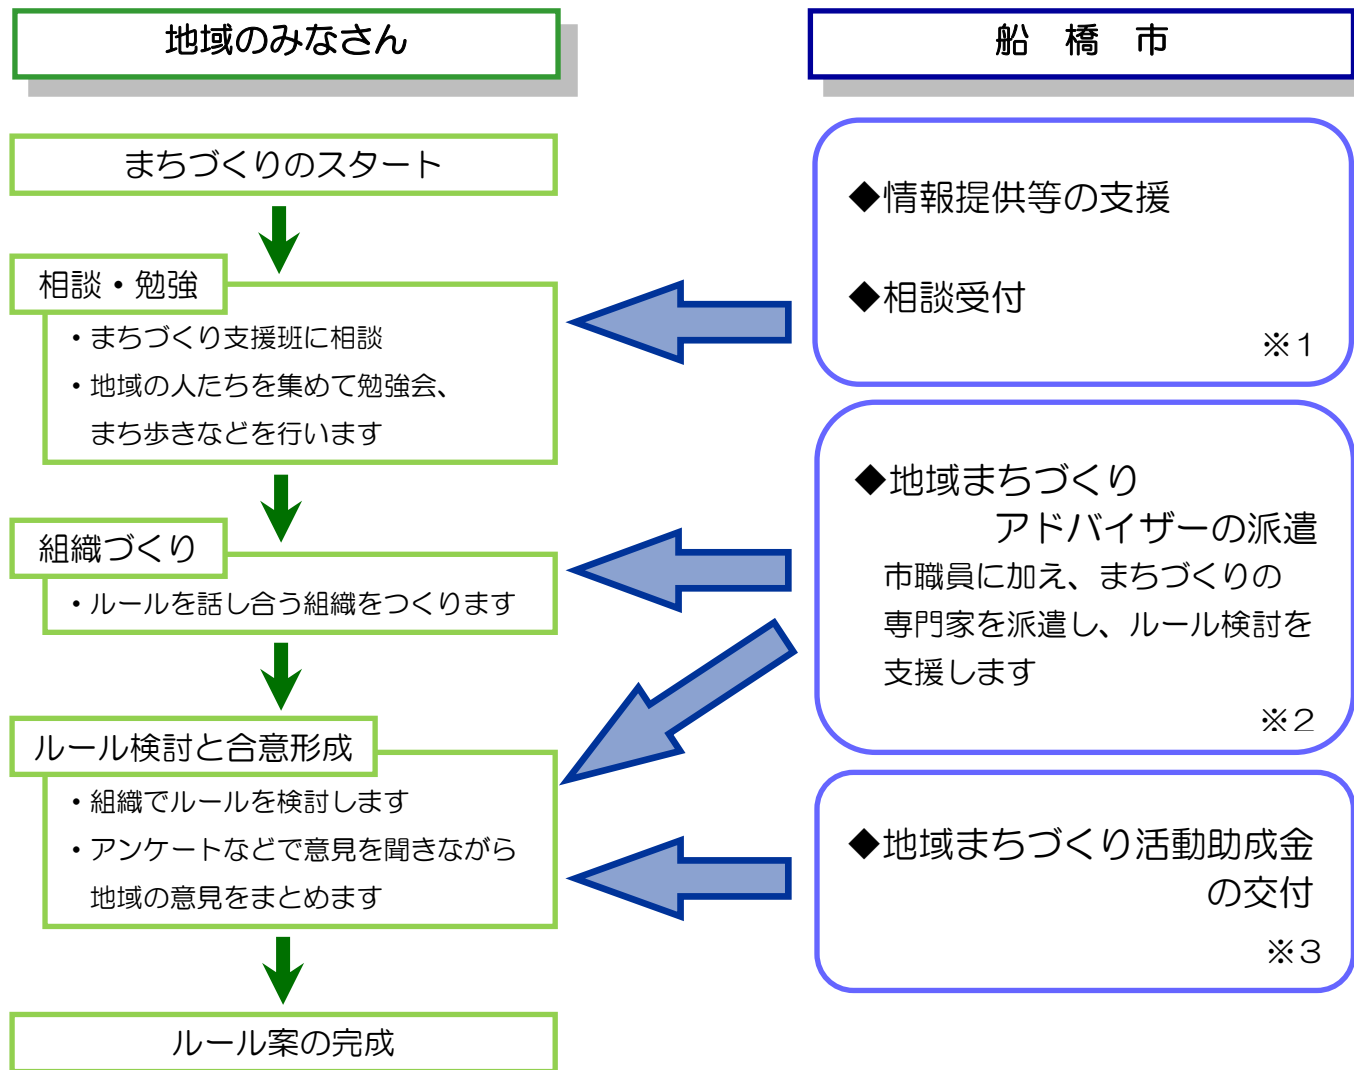 地域のみなさん
まちづくりのスタート
相談・勉強
・まちづくり支援班に相談
・地域の人たちを集めて勉強会、
まち歩きなどを行います
組織づくり
・ルールを話し合う組織をつくります
ルール検討と合意形成
・組織でルールを検討します
・アンケートなどで意見を聞きながら
地域の意見をまとめます
ルール案の完成
船　橋　市
◆情報提供等の支援
◆相談受付
※１
◆地域まちづくり
アドバイザーの派遣
市職員に加え、まちづくりの
専門家を派遣し、ルール検討を
支援します
※２
◆地域まちづくり活動助成金
の交付
※３